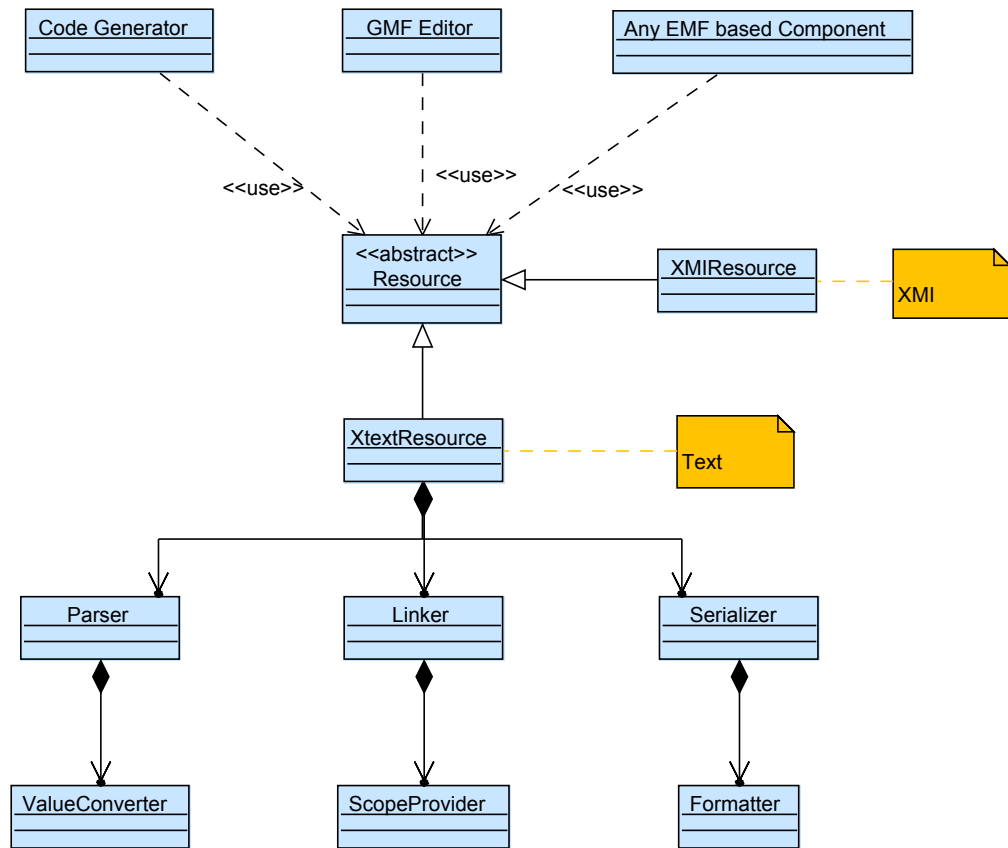 Code Generator
GMF Editor
Any EMF based Component
<<use>>
<<use>>
<<use>>
<<abstract>>
Resource
XMIResource
XMI
XtextResource
Text
Parser
Linker
Serializer
ValueConverter
ScopeProvider
Formatter